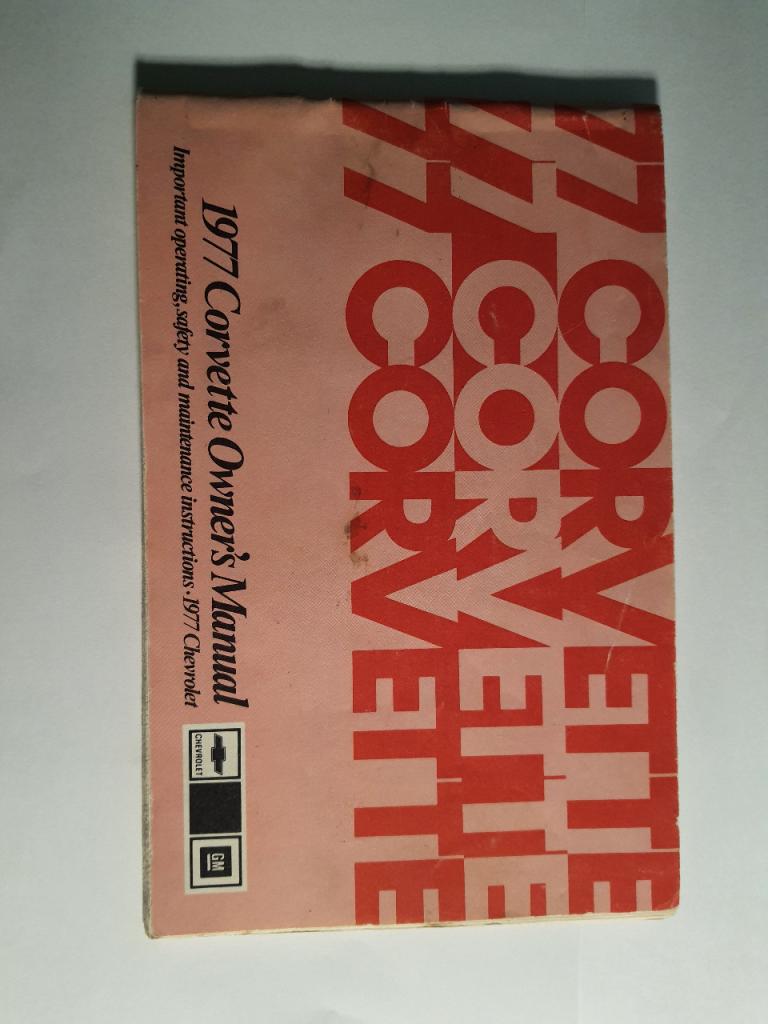 77 CORVETTE
77 CORVETTE
77 CORVETTE
1977 Corvette Owner's Manual
Important operating, safety and maintenance instructions · 1977 Chevrolet
CHEVROLET
GM